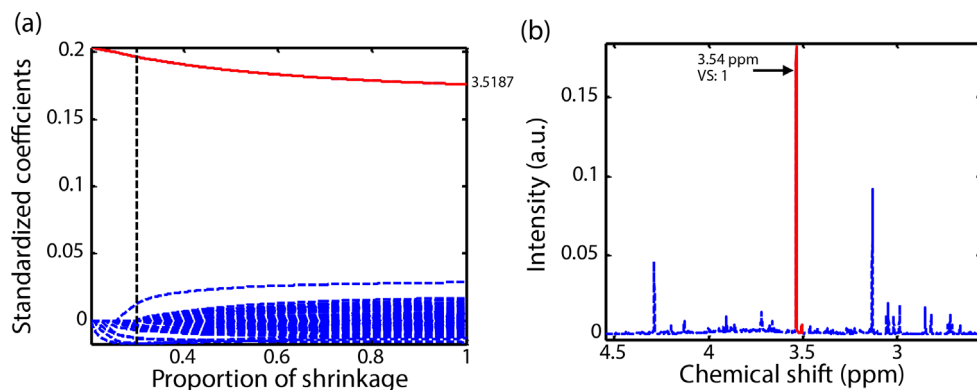 (a)
Standardized coefficients
0.2
0.15
0.1
0.05
0
0.4
0.6
0.8
1
3.5187
Proportion of shrinkage
(b)
3.54 ppm
VS: 1
Intensity (a.u.)
0.15
0.1
0.05
0
4.5
4
3.5
3
Chemical shift (ppm)